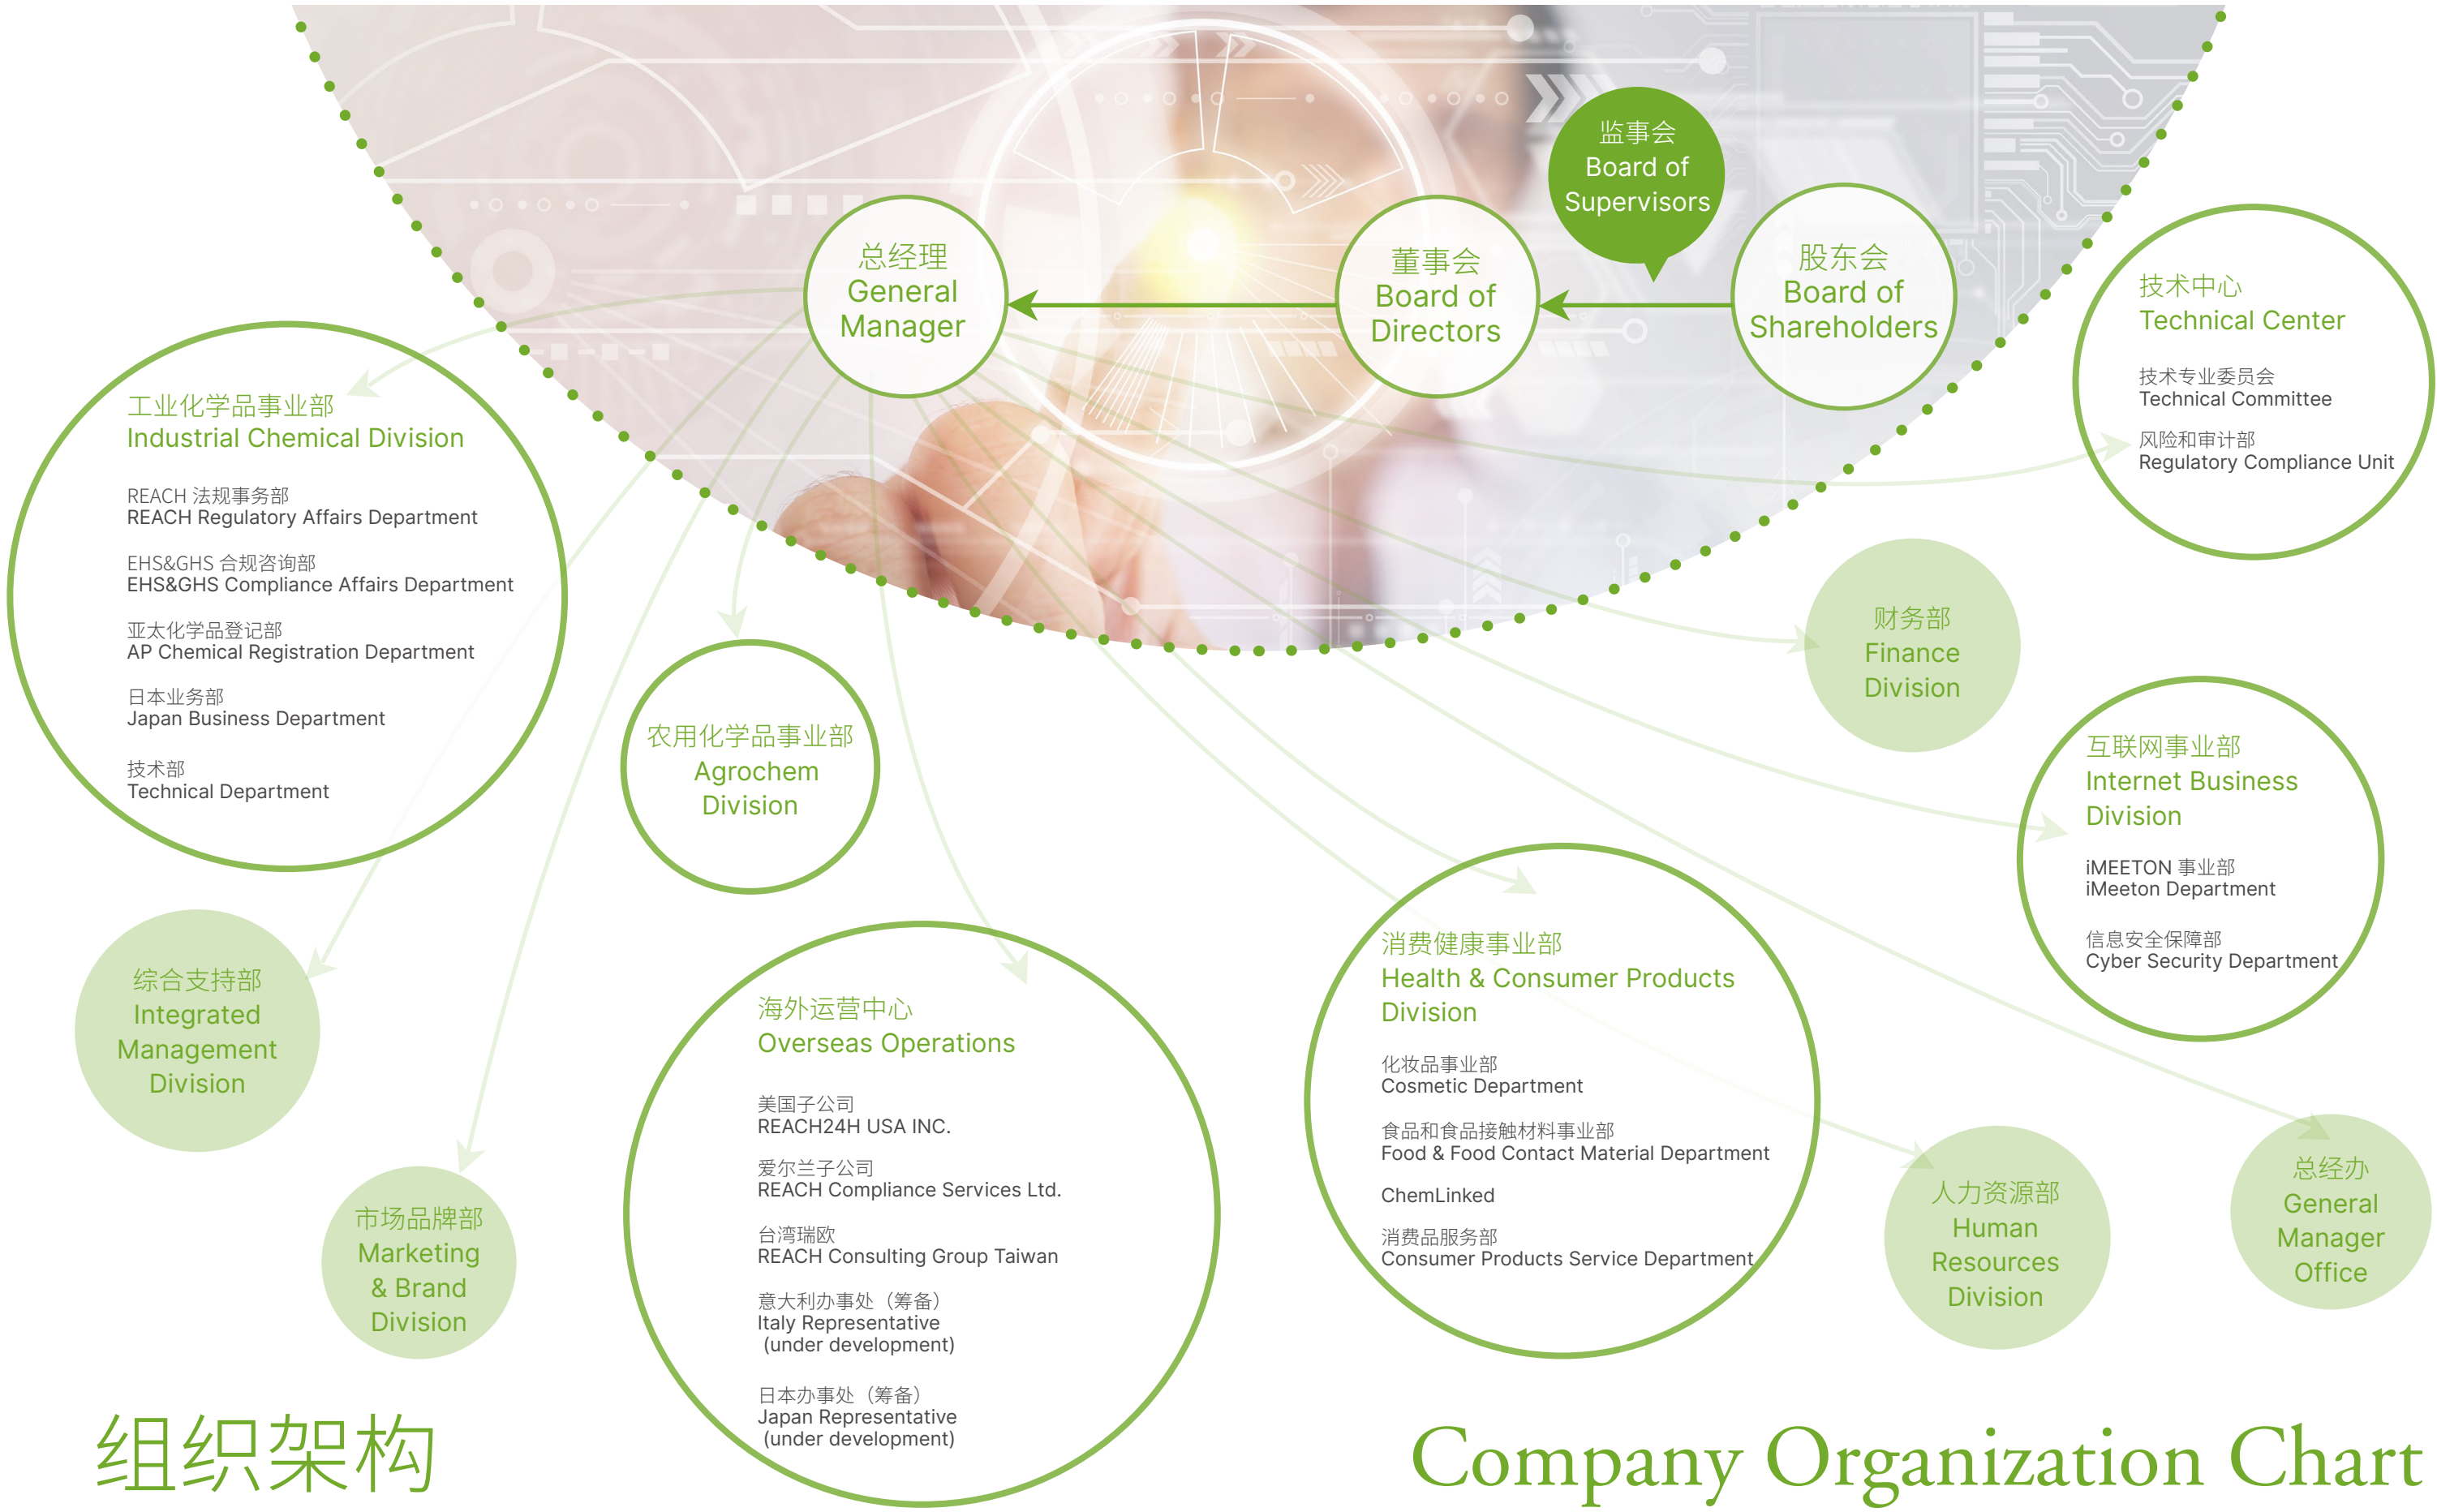 监事会
Board of
Supervisors
总经理
General
Manager
董事会
Board of
Directors
股东会
Board of
Shareholders
技术中心
Technical Center
技术专业委员会
Technical Committee
风险和审计部
Regulatory Compliance Unit
工业化学品事业部
Industrial Chemical Division
REACH 法规事务部
REACH Regulatory Affairs Department
EHS&GHS 合规咨询部
EHS&GHS Compliance Affairs Department
亚太化学品登记部
AP Chemical Registration Department
日本业务部
Japan Business Department
技术部
Technical Department
财务部
Finance
Division
农用化学品事业部
Agrochem
Division
互联网事业部
Internet Business
Division
iMEETON 事业部
iMeeton Department
信息安全保障部
Cyber Security Department
综合支持部
Integrated
Management
Division
海外运营中心
Overseas Operations
美国子公司
REACH24H USA INC.
爱尔兰子公司
REACH Compliance Services Ltd.
台湾瑞欧
REACH Consulting Group Taiwan
意大利办事处（筹备）
Italy Representative
(under development)
日本办事处（筹备）
Japan Representative
(under development)
消费健康事业部
Health & Consumer Products
Division
化妆品事业部
Cosmetic Department
食品和食品接触材料事业部
Food & Food Contact Material Department
ChemLinked
消费品服务部
Consumer Products Service Department
市场品牌部
Marketing
& Brand
Division
人力资源部
Human
Resources
Division
总经办
General
Manager
Office
组织架构
Company Organization Chart